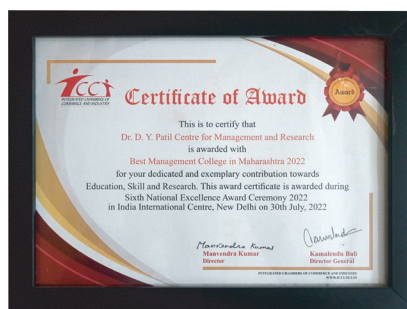 ICCI
INTEGRATED CHAMBERS OF
COMMERCE AND INDUSTRY
Certificate of Award
Award
This is to certify that
Dr. D. Y. Patil Centre for Management and Research
is awarded with
Best Management College in Maharashtra 2022
for your dedicated and exemplary contribution towards
Education, Skill and Research. This award certificate is awarded during
Sixth National Excellence Award Ceremony 2022
in India International Centre, New Delhi on 30th July, 2022
Manvendra Kumar
Manvendra Kumar
Director
Kamalendu Bali
Director General
INTEGRATED CHAMBERS OF COMMERCE AND INDUSTRY